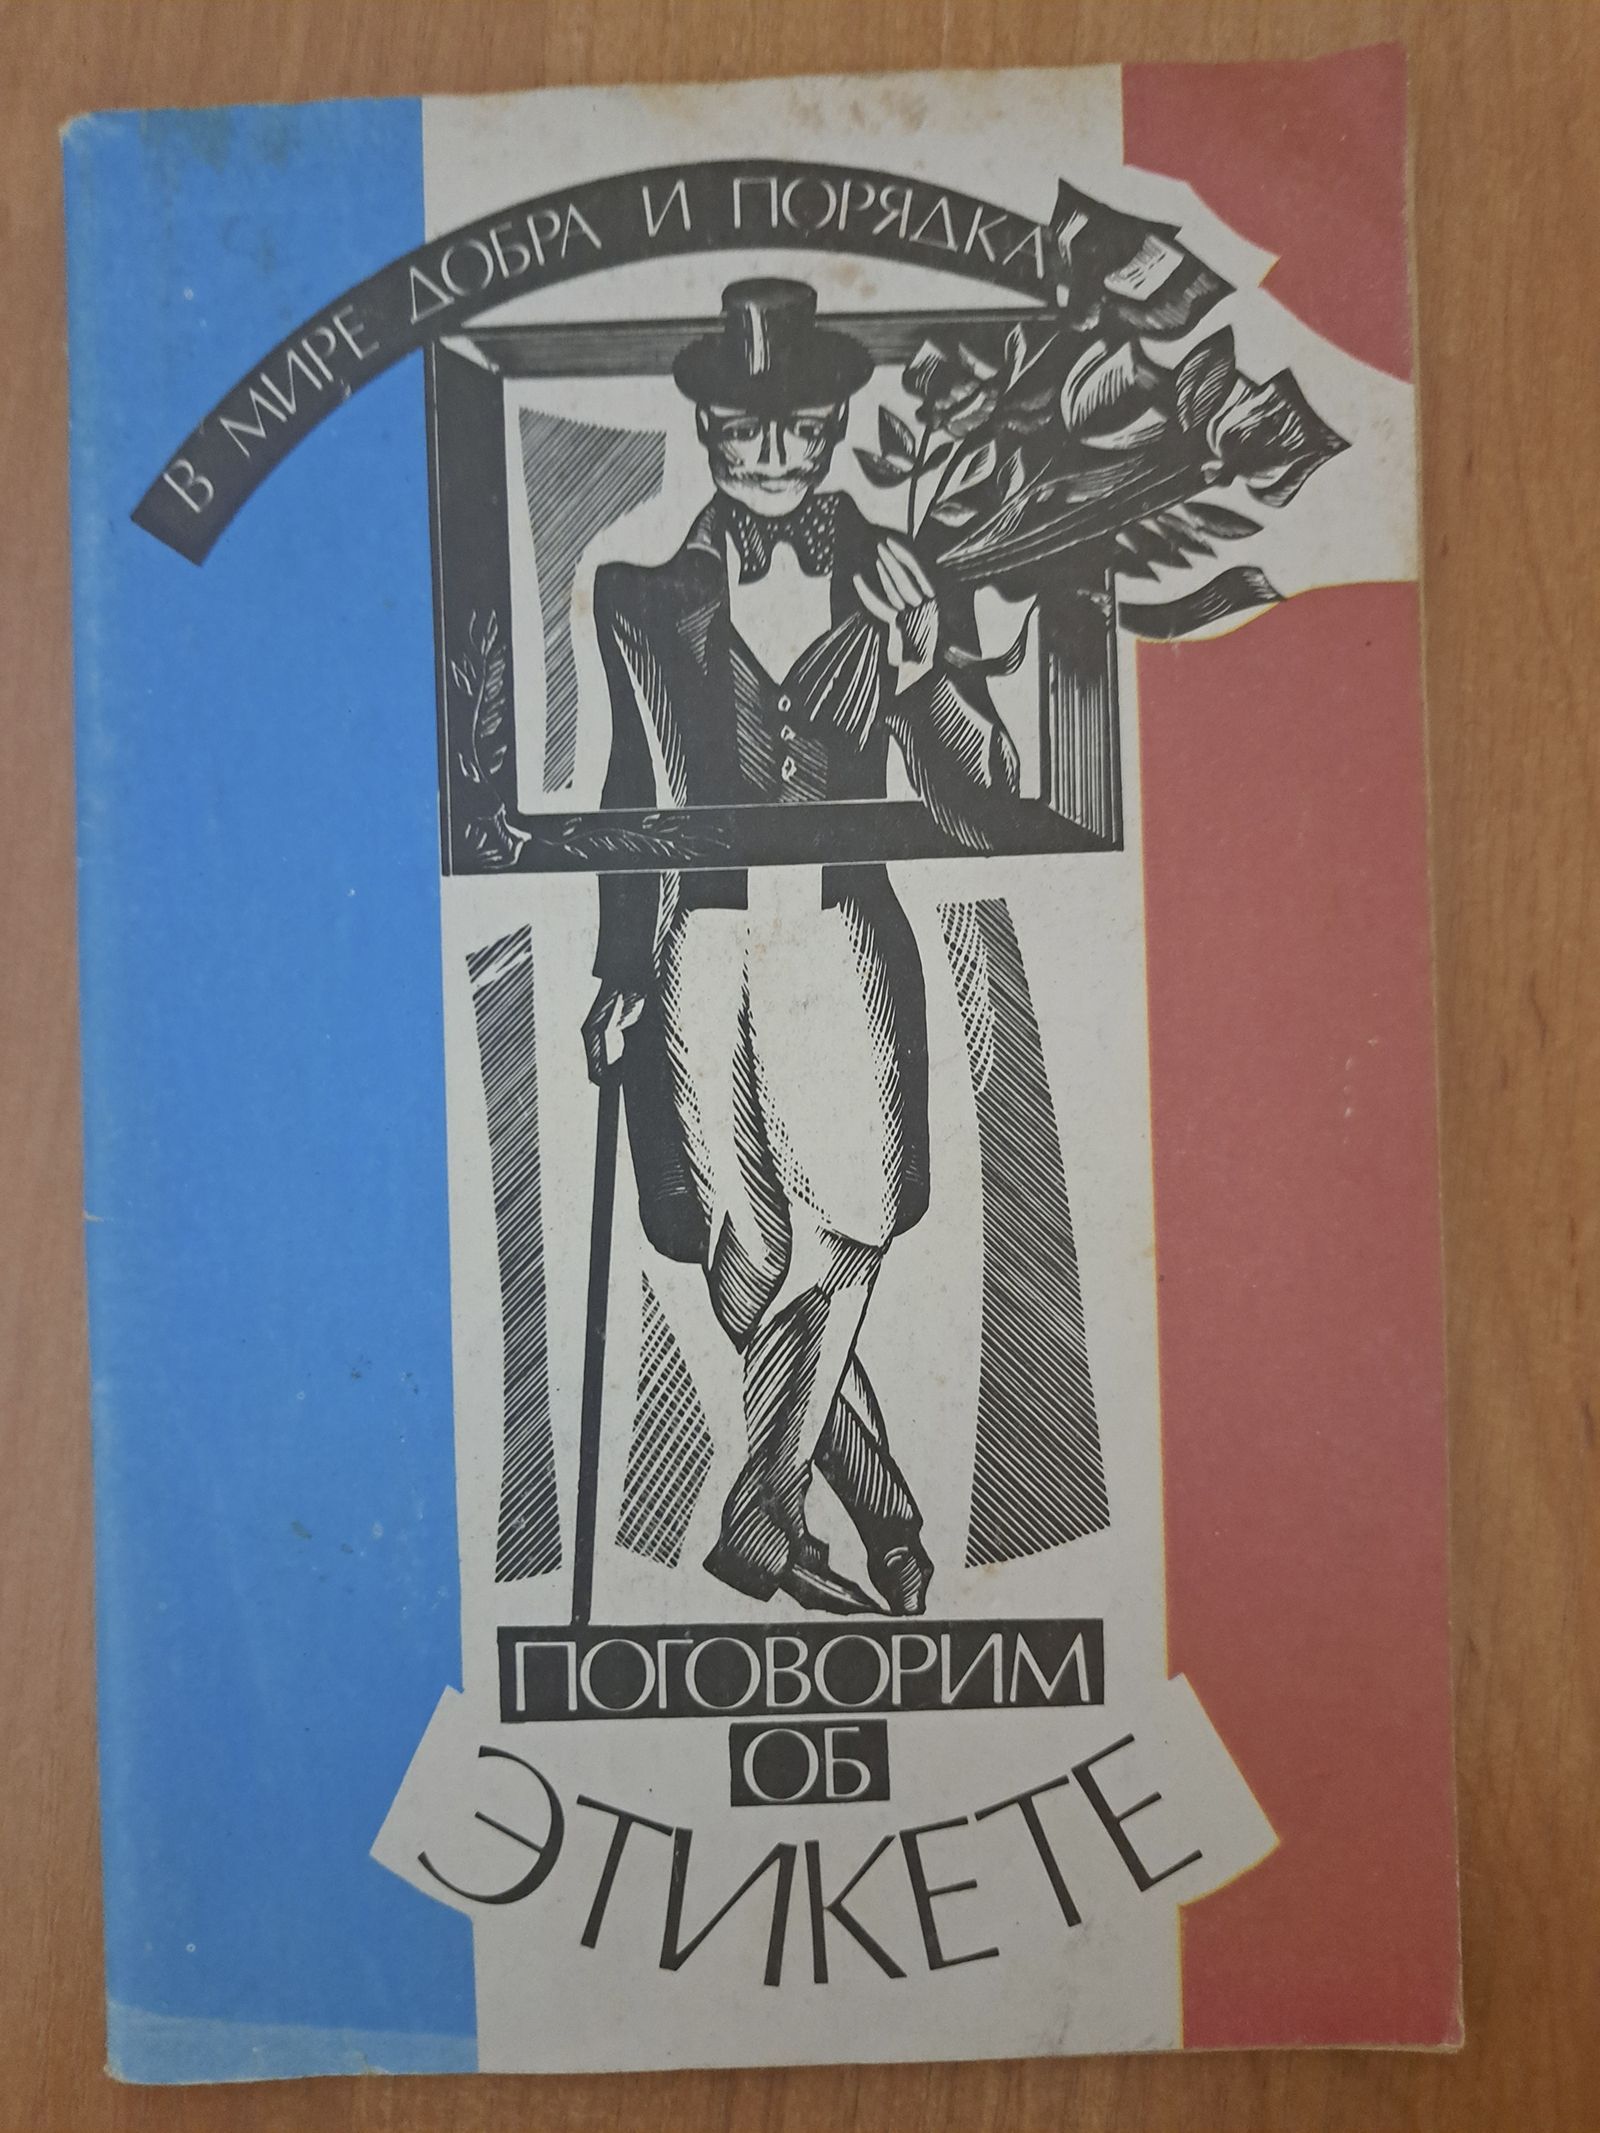 В МИРЕ ДОБРА И ПОРЯДКА
ПОГОВОРИМ
ОБ
ЭТИКЕТЕ